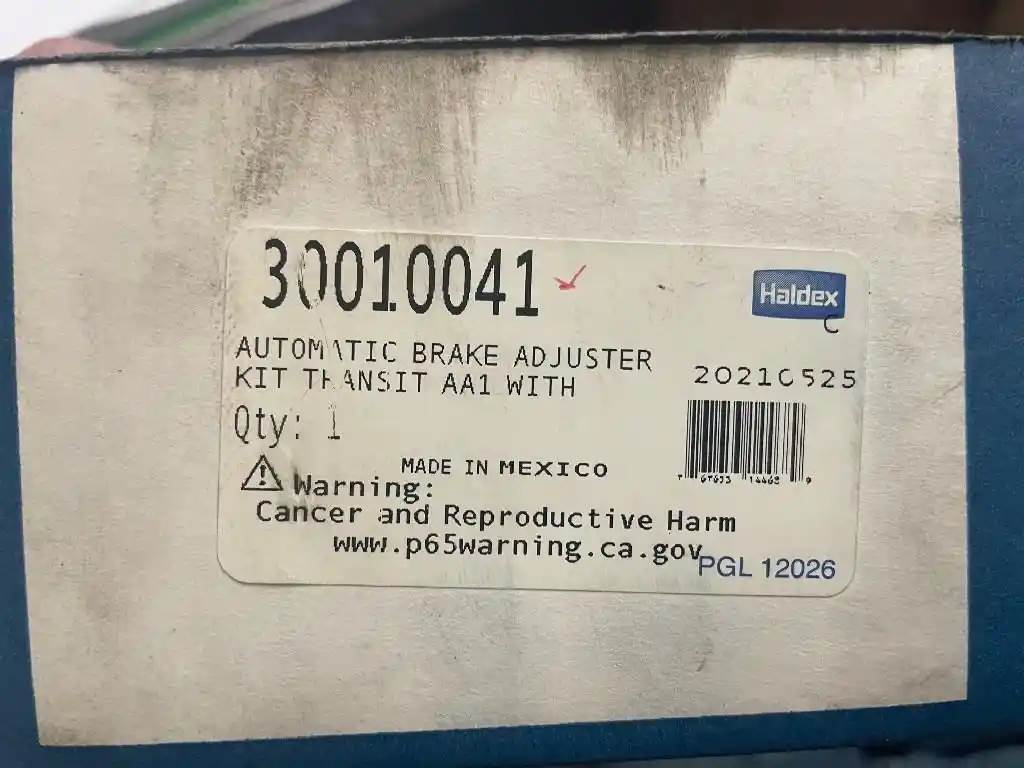 30010041
Haldex
C
AUTOMATIC BRAKE ADJUSTER
KIT TRANSIT AA1 WITH
20210525
Qty: 1
MADE IN MEXICO
Warning:
Cancer and Reproductive Harm
www.p65warning.ca.gov
PGL 12026